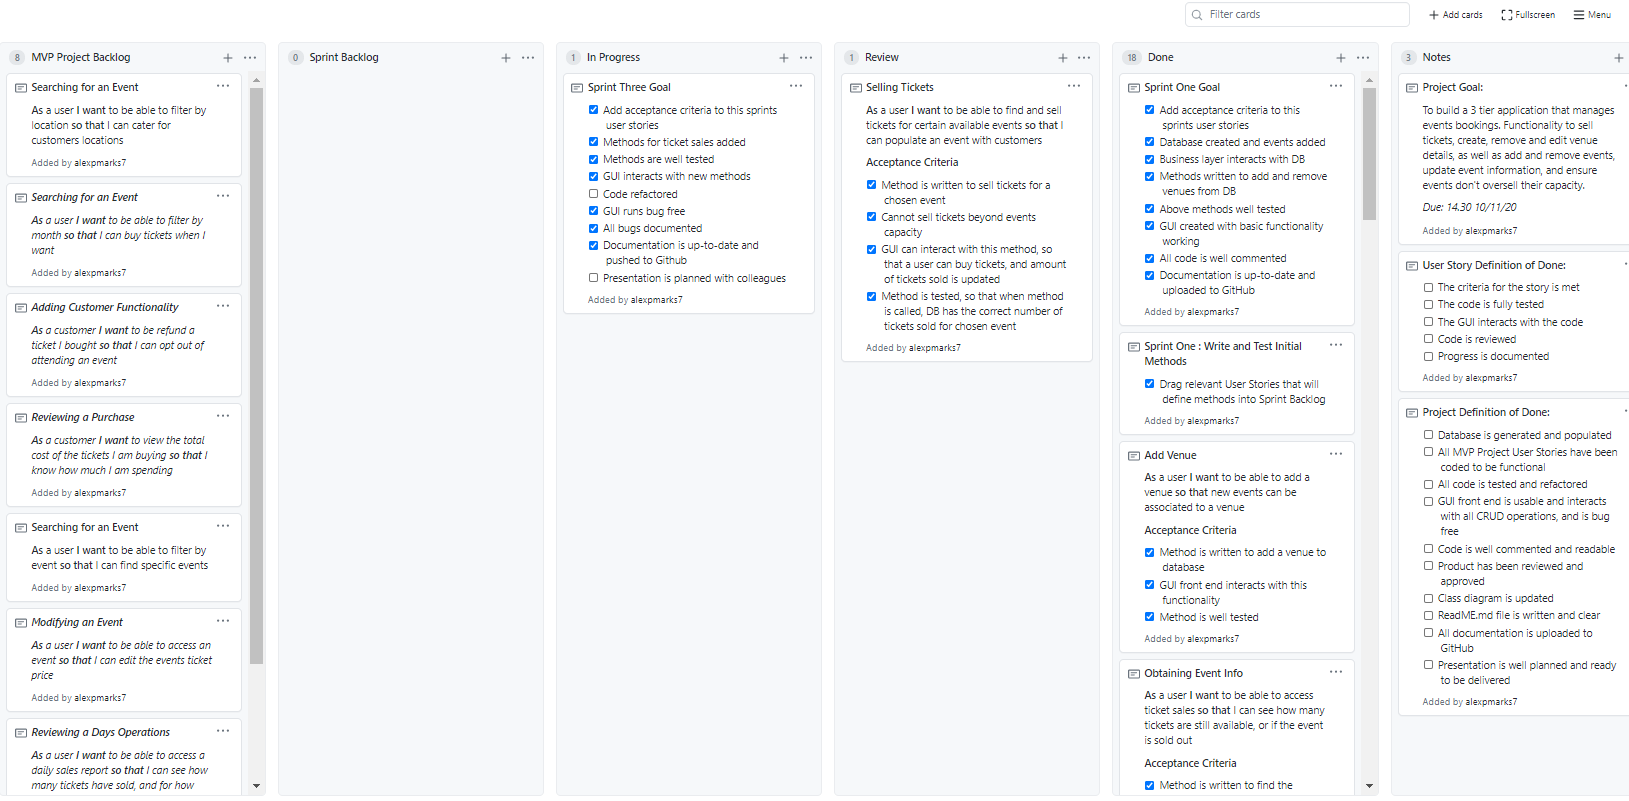 Filter cards
Add cards
Fullscreen
Menu
8 MVP Project Backlog
Searching for an Event
As a user I want to be able to filter by
location so that I can cater for
customers locations
Added by alexpmarks7
Searching for an Event
As a user I want to be able to filter by
month so that I can buy tickets when I
want
Added by alexpmarks7
Adding Customer Functionality
As a customer I want to be refund a
ticket I bought so that I can opt out of
attending an event
Added by alexpmarks7
Reviewing a Purchase
As a customer I want to view the total
cost of the tickets I am buying so that I
know how much I am spending
Added by alexpmarks7
Searching for an Event
As a user I want to be able to filter by
event so that I can find specific events
Added by alexpmarks7
Modifying an Event
As a user I want to be able to access an
event so that I can edit the events ticket
price
Added by alexpmarks7
Reviewing a Days Operations
As a user I want to be able to access a
daily sales report so that I can see how
many tickets have sold, and for how
0 Sprint Backlog
1 In Progress
Sprint Three Goal
Add acceptance criteria to this sprints
user stories
Methods for ticket sales added
Methods are well tested
GUI interacts with new methods
Code refactored
GUI runs bug free
All bugs documented
Documentation is up-to-date and
pushed to Github
Presentation is planned with colleagues
Added by alexpmarks7
1 Review
Selling Tickets
As a user I want to be able to find and sell
tickets for certain available events so that I
can populate an event with customers
Acceptance Criteria
Method is written to sell tickets for a
chosen event
Cannot sell tickets beyond events
capacity
GUI can interact with this method, so
that a user can buy tickets, and amount
of tickets sold is updated
Method is tested, so that when method
is called, DB has the correct number of
tickets sold for chosen event
Added by alexpmarks7
18 Done
Sprint One Goal
Add acceptance criteria to this
sprints user stories
Database created and events added
Business layer interacts with DB
Methods written to add and remove
venues from DB
Above methods well tested
GUI created with basic functionality
working
All code is well commented
Documentation is up-to-date and
uploaded to GitHub
Added by alexpmarks7
Sprint One : Write and Test Initial
Methods
Drag relevant User Stories that will
define methods into Sprint Backlog
Added by alexpmarks7
Add Venue
As a user I want to be able to add a
venue so that new events can be
associated to a venue
Acceptance Criteria
Method is written to add a venue to
database
GUI front end interacts with this
functionality
Method is well tested
Added by alexpmarks7
Obtaining Event Info
As a user I want to be able to access
ticket sales so that I can see how many
tickets are still available, or if the event
is sold out
Acceptance Criteria
Method is written to find the
3 Notes
Project Goal:
To build a 3 tier application that manages
events bookings. Functionality to sell
tickets, create, remove and edit venue
details, as well as add and remove events,
update event information, and ensure
events don't oversell their capacity.
Due: 14.30 10/11/20
Added by alexpmarks7
User Story Definition of Done:
The criteria for the story is met
The code is fully tested
The GUI interacts with the code
Code is reviewed
Progress is documented
Added by alexpmarks7
Project Definition of Done:
Database is generated and populated
All MVP Project User Stories have been
coded to be functional
All code is tested and refactored
GUI front end is usable and interacts
with all CRUD operations, and is bug
free
Code is well commented and readable
Product has been reviewed and
approved
Class diagram is updated
ReadME.md file is written and clear
All documentation is uploaded to
GitHub
Presentation is well planned and ready
to be delivered
Added by alexpmarks7